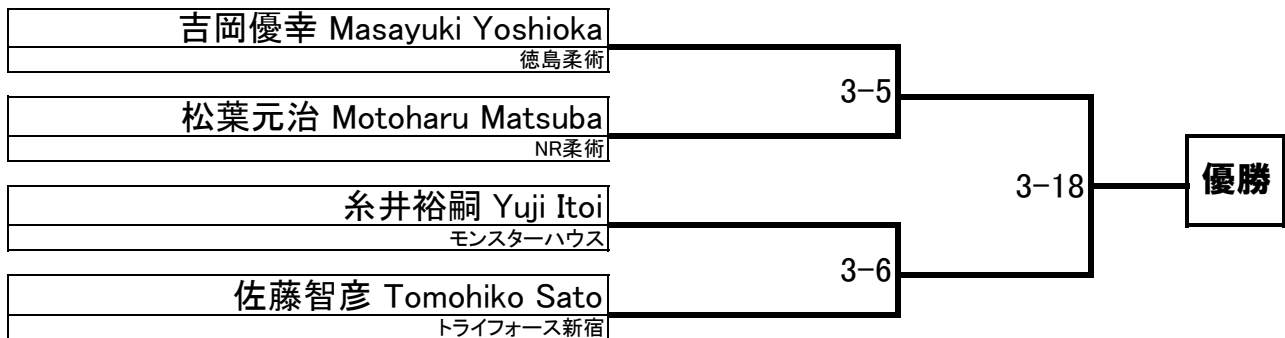 吉岡優幸 Masayuki Yoshioka
徳島柔術
3-5
松葉元治 Motoharu Matsuba
NR柔術
3-18
優勝
糸井裕嗣 Yuji Itoi
モンスターハウス
3-6
佐藤智彦 Tomohiko Sato
トライフォース新宿